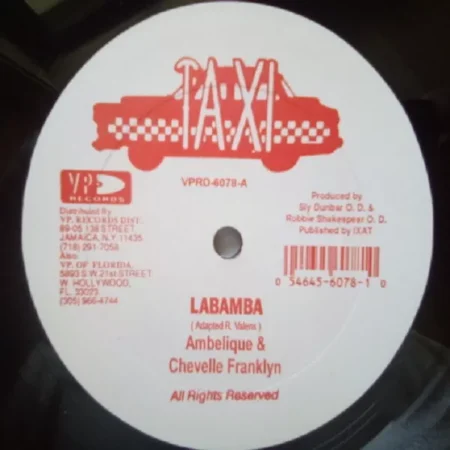 TAXI
VPRD-6078-A
VP
RECORDS
Distributed By
VP. RECORDS DIST.
89-05 138 STREET,
JAMAICA, N.Y. 11435
(718) 291-7058
Also:
VP. OF FLORIDA.
5893 S.W. 21st STREET
W. HOLLYWOOD,
FL. 33023
(305) 966-4744
Produced by
Sly Dunbar O. D. &
Robbie Shakespear O. D.
Published by IXAT
0 54645-6078-1 0
LABAMBA
( Adapted R. Valens )
Ambelique &
Chevelle Franklyn
All Rights Reserved